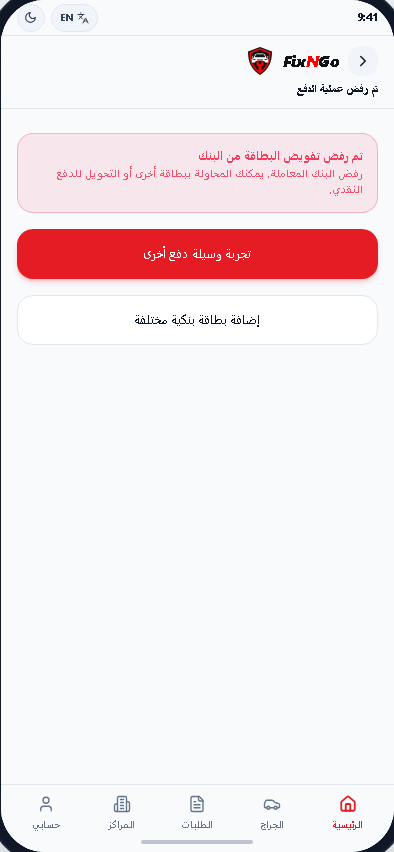 9:41
EN
FixNGo
تم رفض عملية الدفع
تم رفض تفويض البطاقة من البنك
رفض البنك المعاملة. يمكنك المحاولة ببطاقة أخرى أو التحويل للدفع
النقدي.
تجربة وسيلة دفع أخرى
إضافة بطاقة بنكية مختلفة
الرئيسية
الجراج
الطلبات
المراكز
حسابي